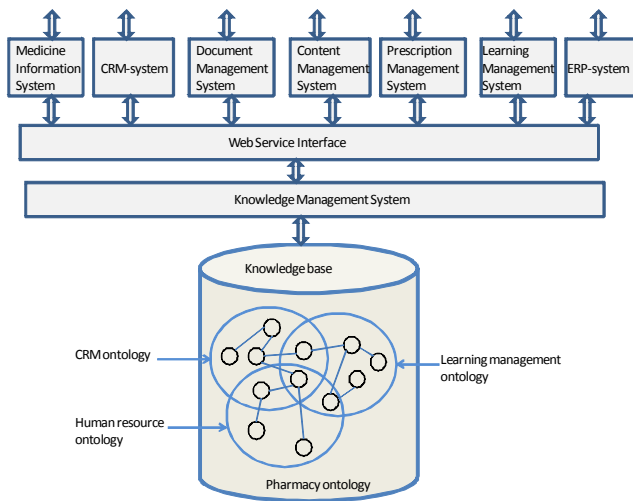 Medicine
Information
System
CRM-system
Document
Management
System
Content
Management
System
Prescription
Management
System
Learning
Management
System
ERP-system
Web Service Interface
Knowledge Management System
Knowledge base
CRM ontology
Learning management
ontology
Human resource
ontology
Pharmacy ontology